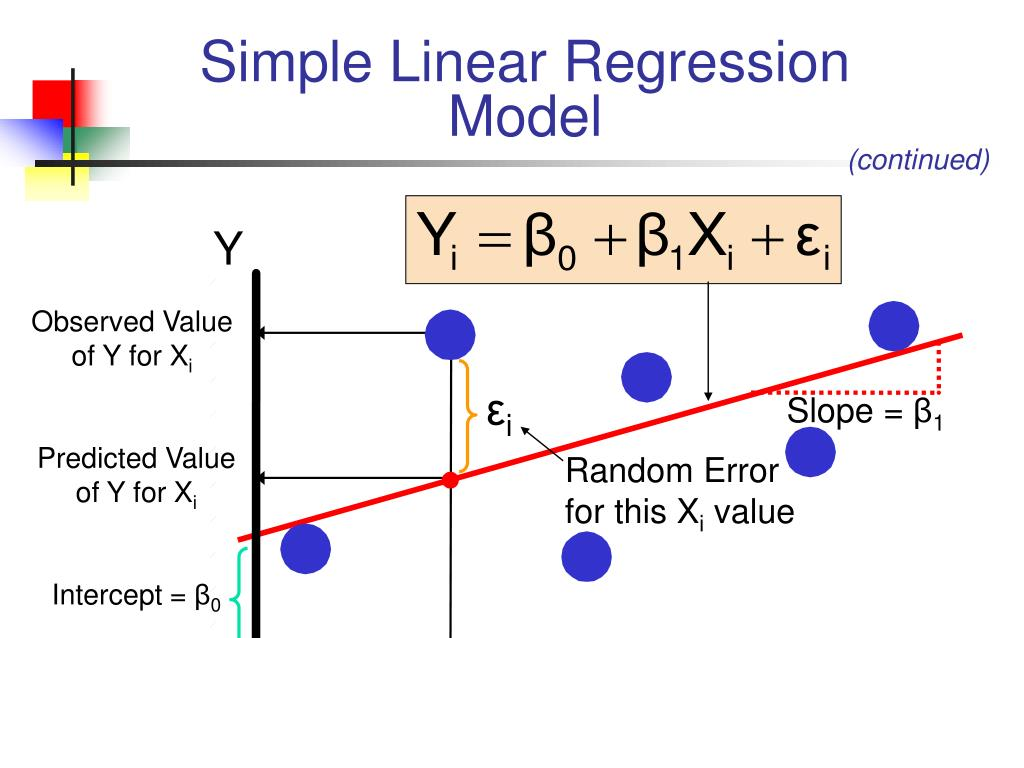 Simple Linear Regression
Model
(continued)
Yᵢ = β₀ + β₁Xᵢ + εᵢ
Y
Observed Value
of Y for Xᵢ
εᵢ
Slope = β₁
Predicted Value
of Y for Xᵢ
Random Error
for this Xᵢ value
Intercept = β₀